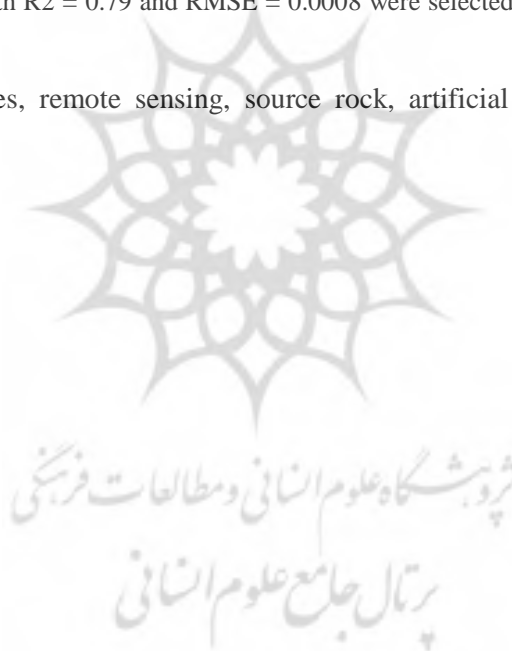 th R2 = 0.79 and RMSE = 0.0008 were selected
es, remote sensing, source rock, artificial
پژوهشگاه علوم انسانی و مطالعات فرهنگی
پرتال جامع علوم انسانی